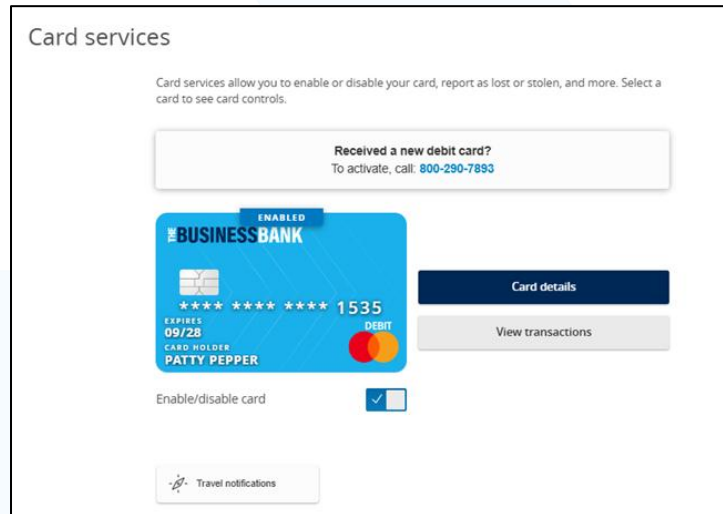 Card services
Card services allow you to enable or disable your card, report as lost or stolen, and more. Select a
card to see card controls.
Received a new debit card?
To activate, call: 800-290-7893
ENABLED
THE BUSINESSBANK
**** **** **** 1535
EXPIRES
09/28
DEBIT
CARD HOLDER
PATTY PEPPER
Card details
View transactions
Enable/disable card
Travel notifications